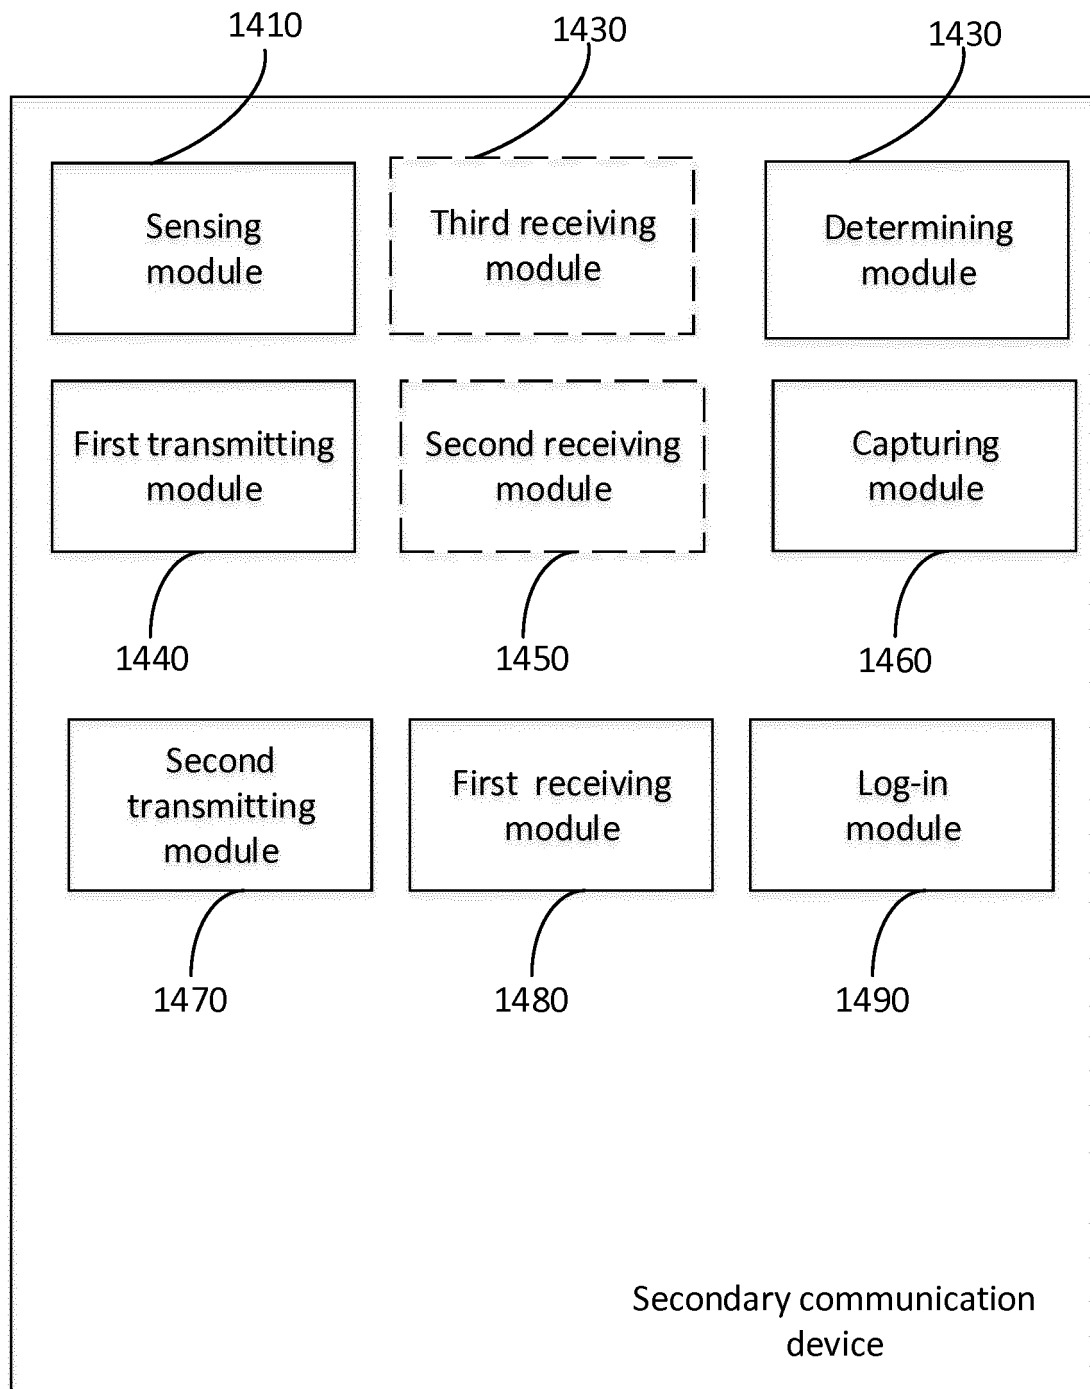 1410
1430
1430
Sensing
module
Third receiving
module
Determining
module
First transmitting
module
Second receiving
module
Capturing
module
1440
1450
1460
Second
transmitting
module
First receiving
module
Log-in
module
1470
1480
1490
Secondary communication
device